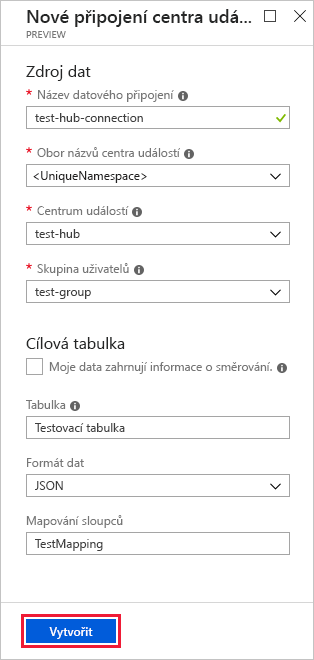 Nové připojení centra udá...
PREVIEW
Zdroj dat
* Název datového připojení
test-hub-connection
* Obor názvů centra událostí
<UniqueNamespace>
* Centrum událostí
test-hub
* Skupina uživatelů
test-group
Cílová tabulka
Moje data zahrnují informace o směrování.
Tabulka
Testovací tabulka
Formát dat
JSON
Mapování sloupců
TestMapping
Vytvořit